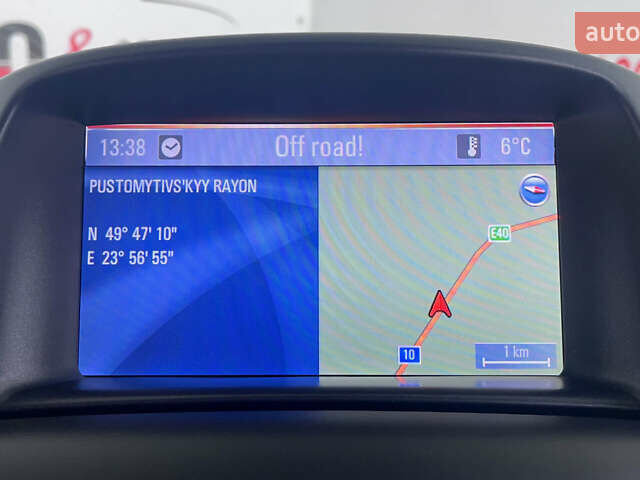 auto
&
13:38 Off road! 6°C
PUSTOMYTIVS'KYY RAYON
N 49° 47' 10"
E 23° 56' 55"
E40
10
1 km